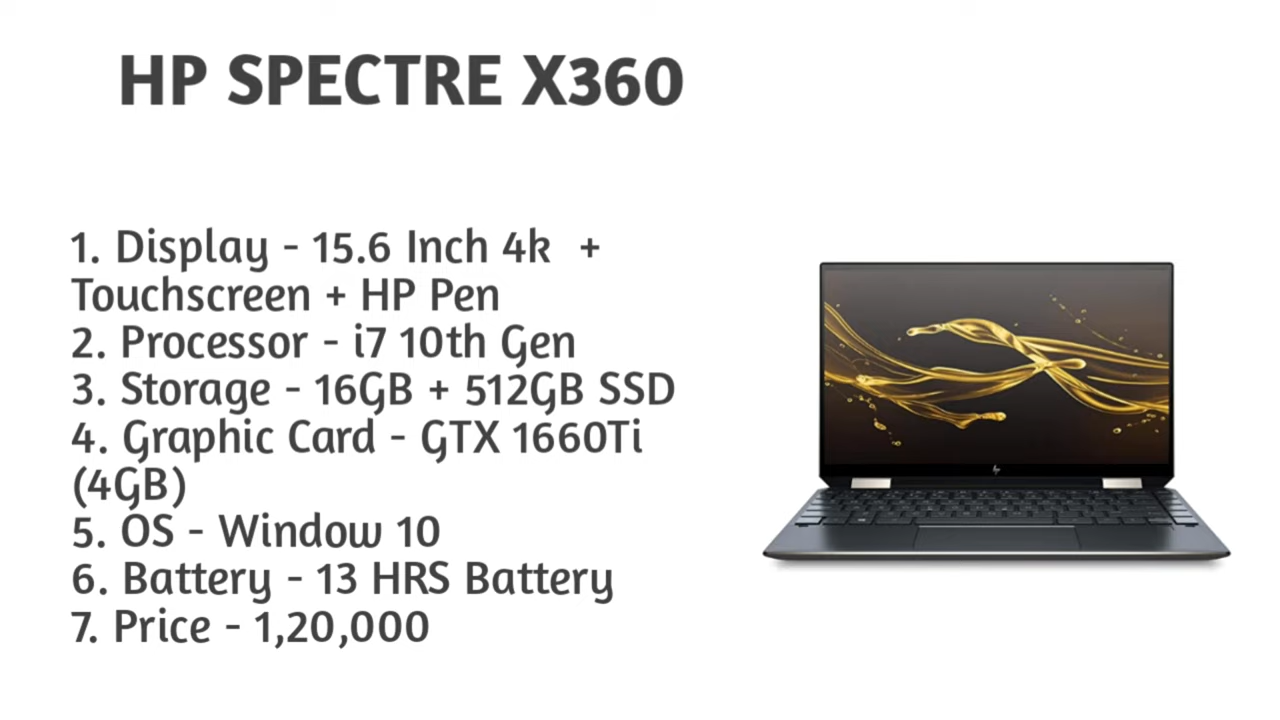 HP SPECTRE X360
1. Display - 15.6 Inch 4k  +
Touchscreen + HP Pen
2. Processor - i7 10th Gen
3. Storage - 16GB + 512GB SSD
4. Graphic Card - GTX 1660Ti
(4GB)
5. OS - Window 10
6. Battery - 13 HRS Battery
7. Price - 1,20,000
hp